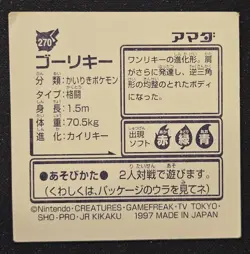 270
アマダ
ゴーリキー
分類：かいりきポケモン
タイプ：格闘
身長：1.5m
体重：70.5kg
進化：カイリキー
ワンリキーの進化形。肩
がさらに発達し、逆三角
形の均整のとれたボディ
になった。
出現
ソフト
赤 緑 青
●あそびかた● 2人対戦で遊びます。
(くわしくは、パッケージのウラを見てネ)
©Nintendo・CREATURES・GAMEFREAK・TV TOKYO・
SHO-PRO・JR KIKAKU 1997 MADE IN JAPAN